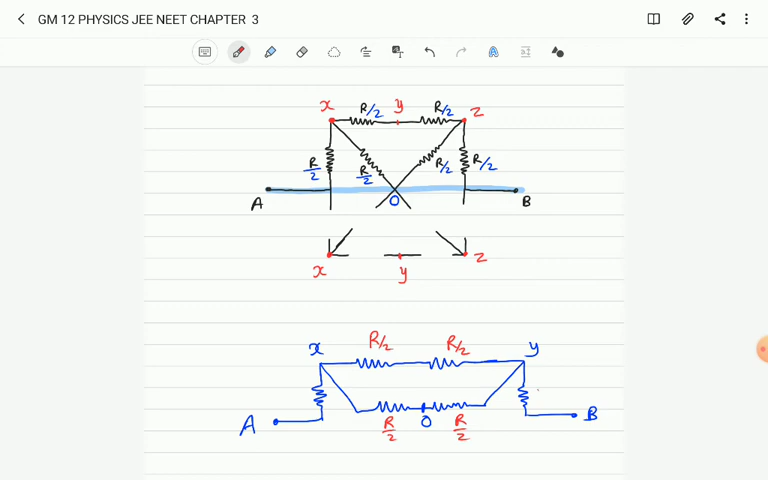 GM 12 PHYSICS JEE NEET CHAPTER 3
x R/2 y R/2 z
R/2 R/2 R/2 R/2
A O B
x y z
x R/2 R/2 y
A R/2 O R/2 B